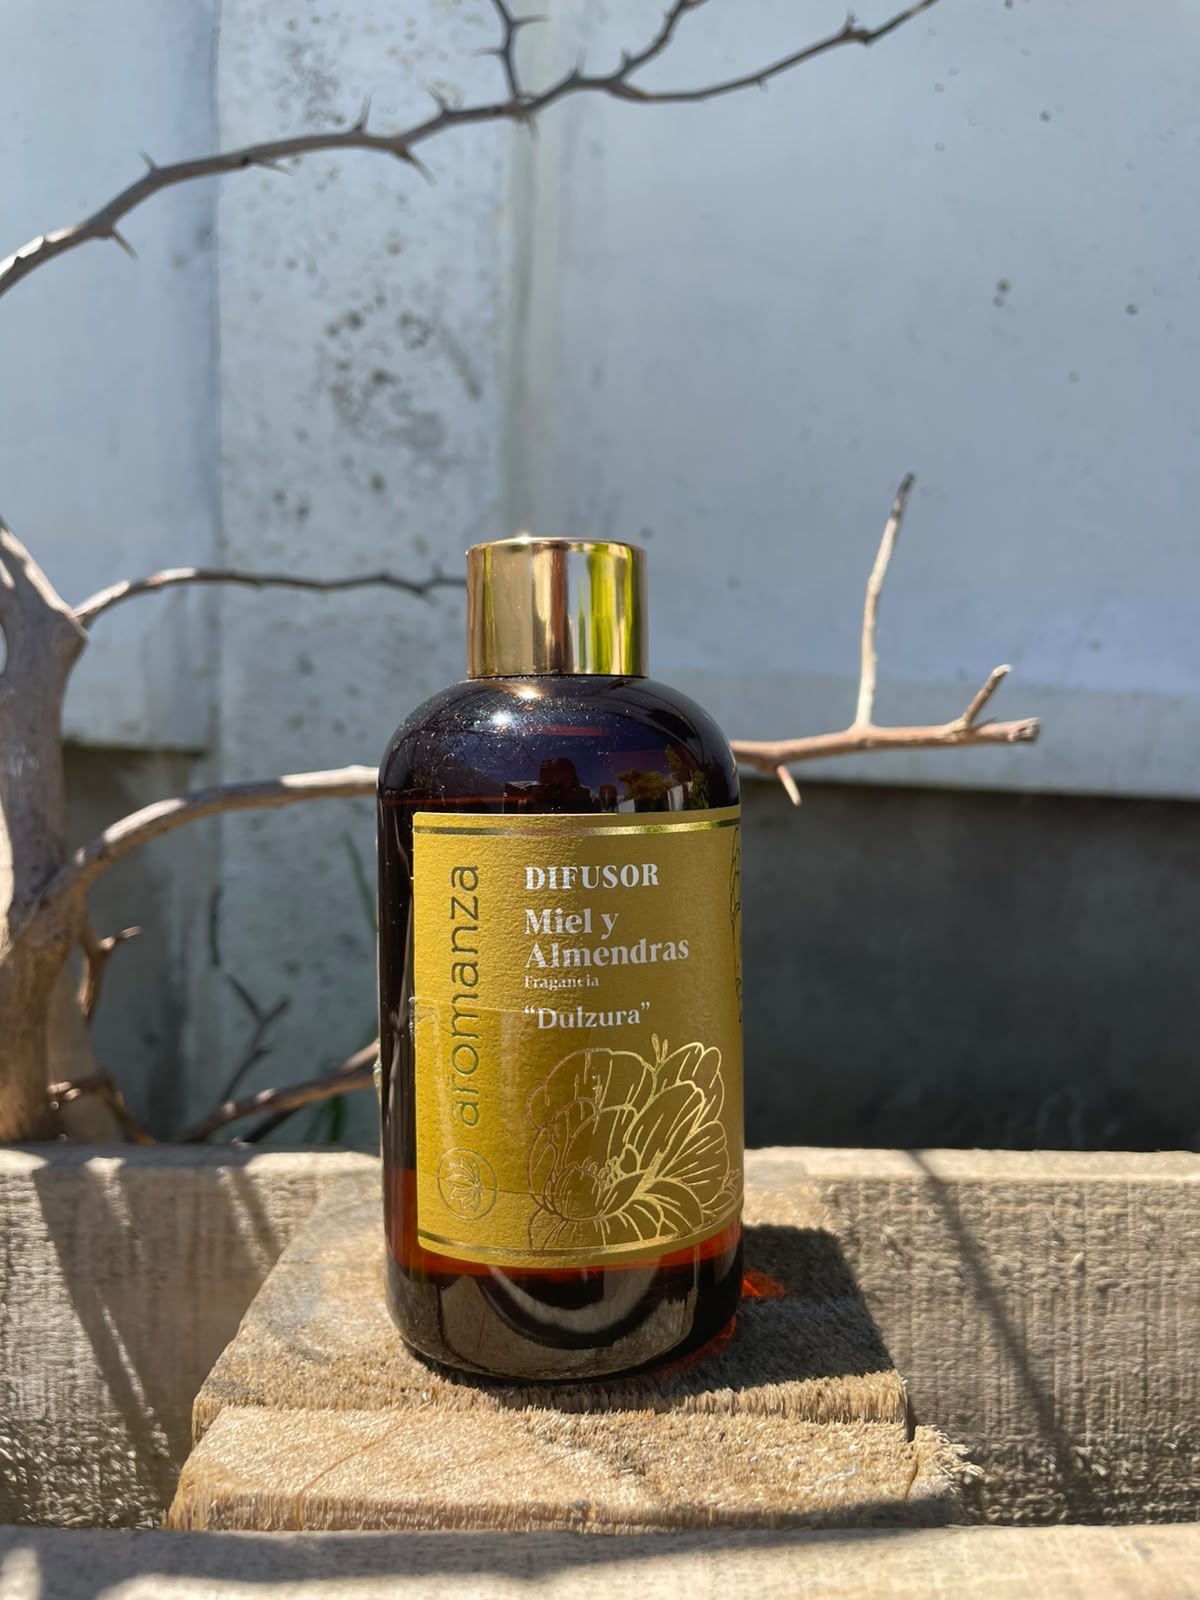 aromanza
DIFUSOR
Miel y
Almendras
Fragancia
"Dulzura"